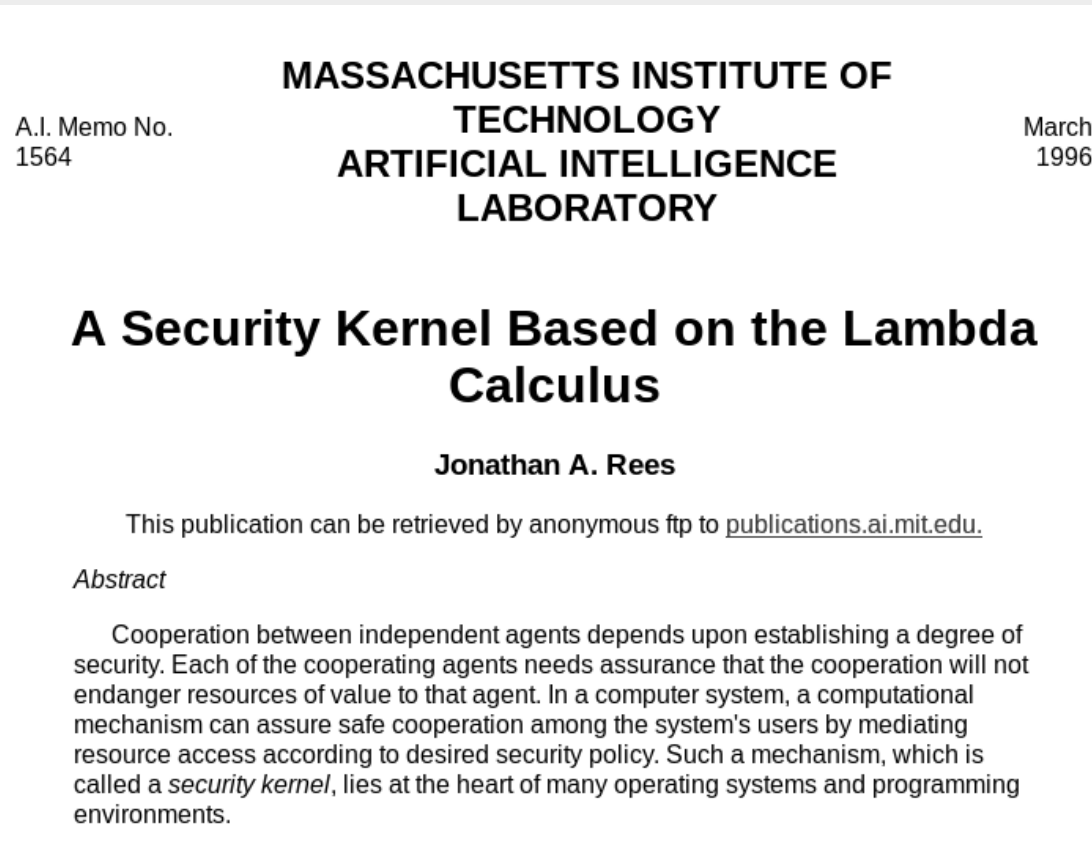 MASSACHUSETTS INSTITUTE OF
A.I. Memo No.
TECHNOLOGY
March
1564
ARTIFICIAL INTELLIGENCE
1996
LABORATORY
A Security Kernel Based on the Lambda
Calculus
Jonathan A. Rees
This publication can be retrieved by anonymous ftp to publications.ai.mit.edu.
Abstract
Cooperation between independent agents depends upon establishing a degree of
security. Each of the cooperating agents needs assurance that the cooperation will not
endanger resources of value to that agent. In a computer system, a computational
mechanism can assure safe cooperation among the system's users by mediating
resource access according to desired security policy. Such a mechanism, which is
called a security kernel, lies at the heart of many operating systems and programming
environments.